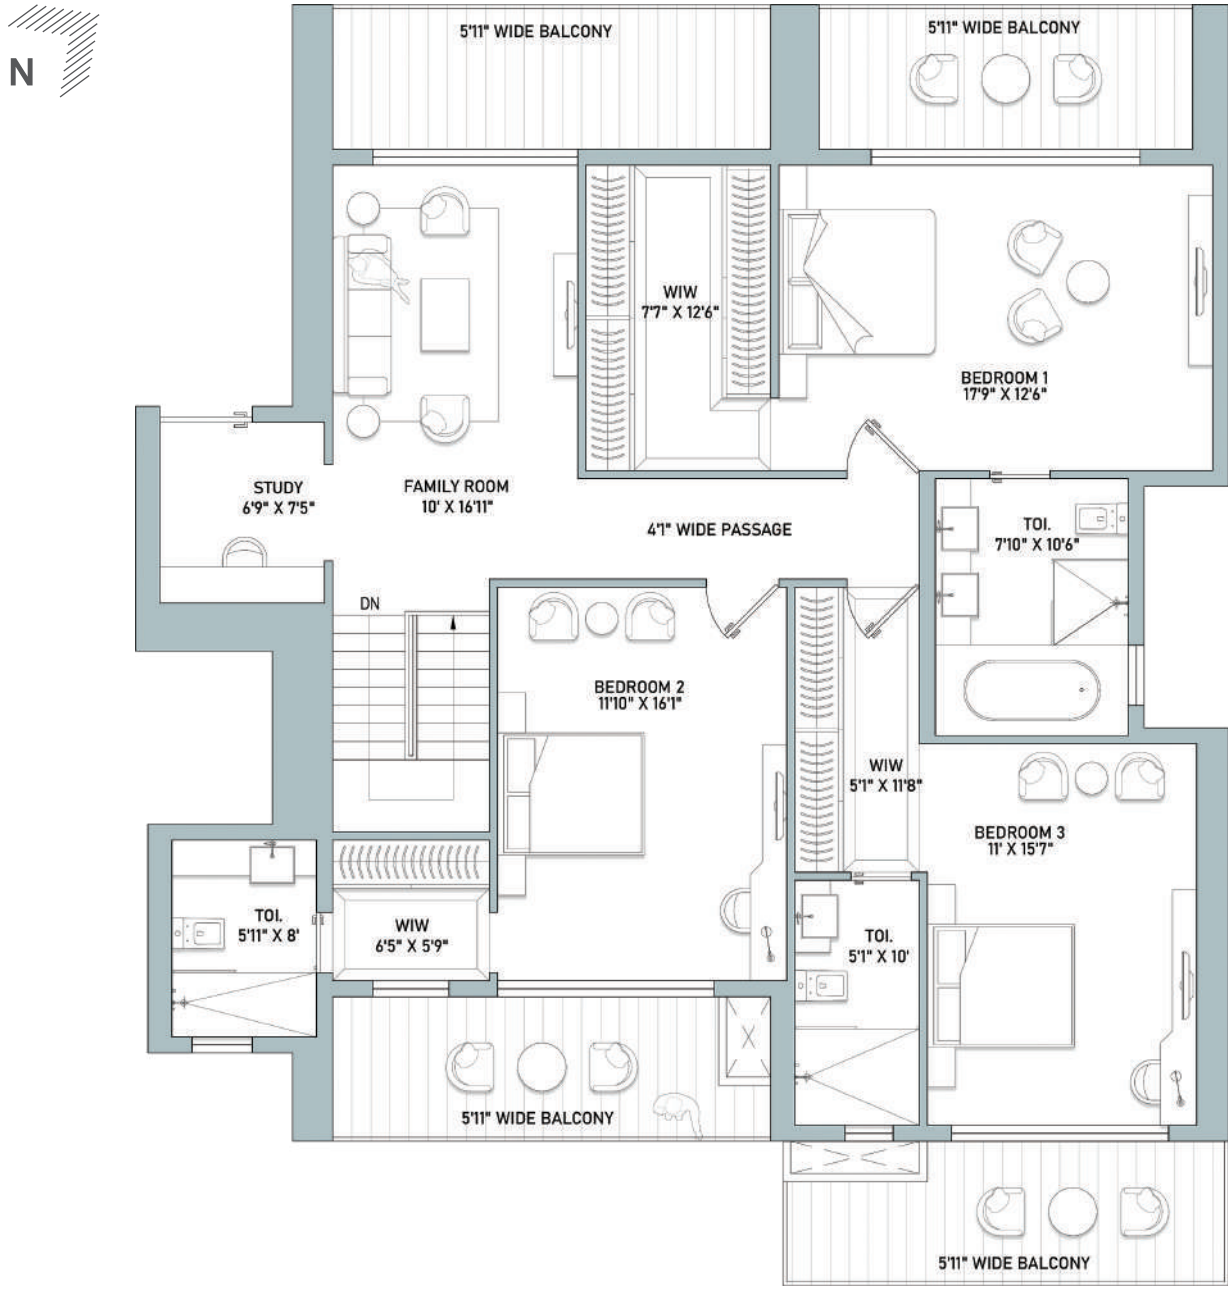 5'11" WIDE BALCONY
5'11" WIDE BALCONY
N
WIW
7'7" X 12'6"
BEDROOM 1
17'9" X 12'6"
STUDY
6'9" X 7'5"
FAMILY ROOM
10' X 16'11"
4'1" WIDE PASSAGE
TOI.
7'10" X 10'6"
DN
BEDROOM 2
11'10" X 16'1"
WIW
5'1" X 11'8"
BEDROOM 3
11' X 15'7"
TOI.
5'11" X 8'
WIW
6'5" X 5'9"
TOI.
5'1" X 10'
5'11" WIDE BALCONY
5'11" WIDE BALCONY